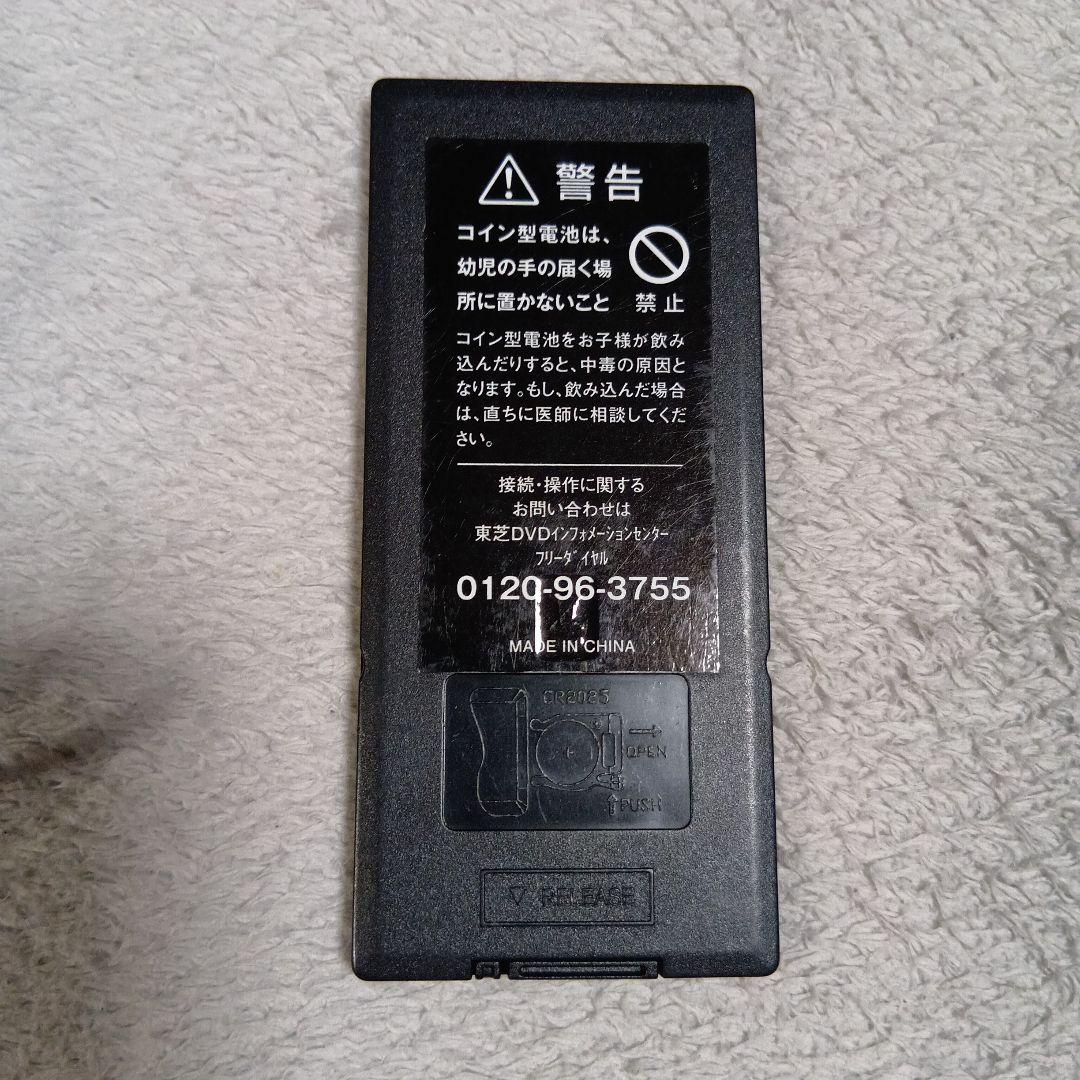 警告
コイン型電池は、
幼児の手の届く場
所に置かないこと
禁止
コイン型電池をお子様が飲み
込んだりすると、中毒の原因と
なります。もし、飲み込んだ場合
は、直ちに医師に相談してくだ
さい。
接続・操作に関する
お問い合わせは
東芝DVDインフォメーションセンター
フリーダイヤル
0120-96-3755
MADE IN CHINA
CR2025
+
OPEN
PUSH
RELEASE